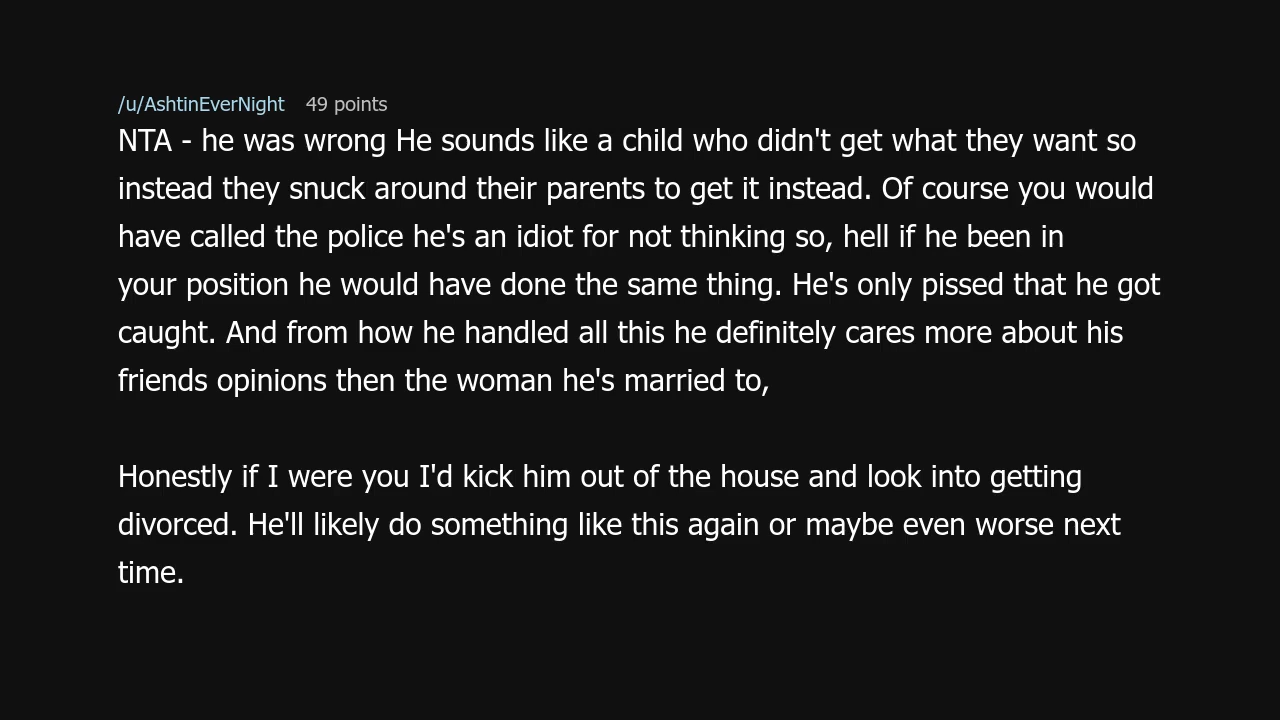 /u/AshtinEverNight 49 points
NTA - he was wrong He sounds like a child who didn't get what they want so
instead they snuck around their parents to get it instead. Of course you would
have called the police he's an idiot for not thinking so, hell if he been in
your position he would have done the same thing. He's only pissed that he got
caught. And from how he handled all this he definitely cares more about his
friends opinions then the woman he's married to,
Honestly if I were you I'd kick him out of the house and look into getting
divorced. He'll likely do something like this again or maybe even worse next
time.